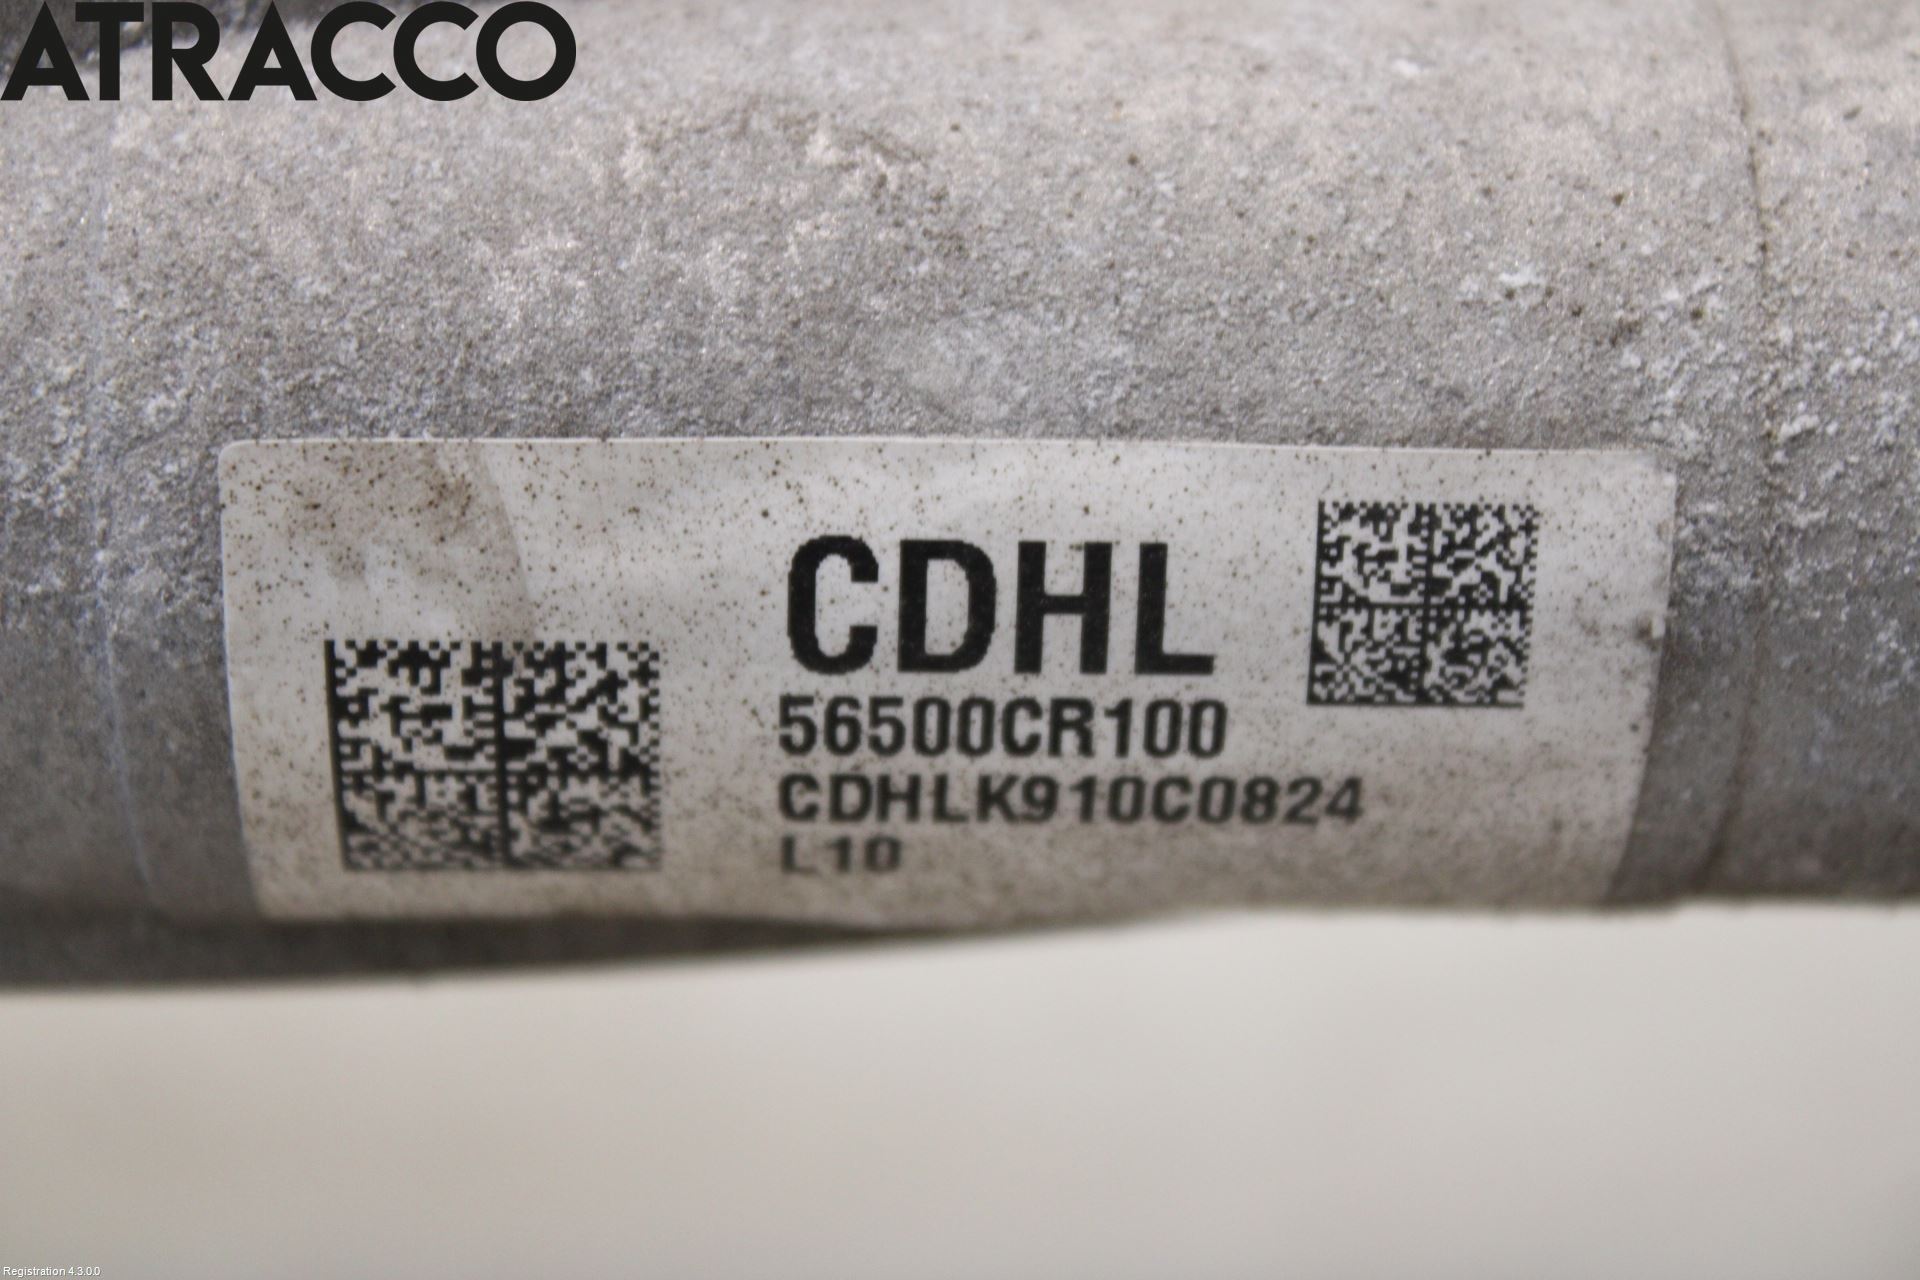 ATRACCO
CDHL
56500CR100
CDHLK910C0824
L10
Registration 4.3.0.0